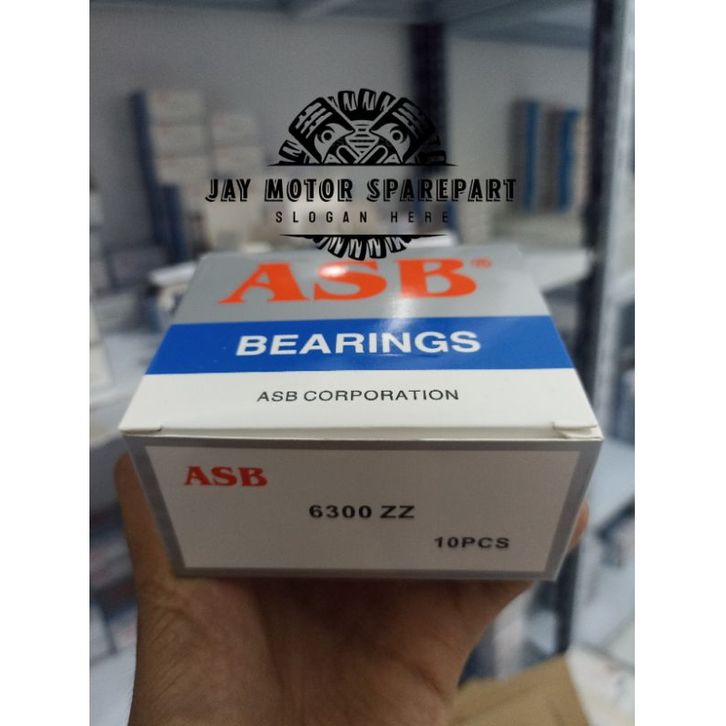 JAY MOTOR SPAREPART
SLOGAN HERE
ASB®
BEARINGS
ASB CORPORATION
ASB
6300 ZZ
10PCS